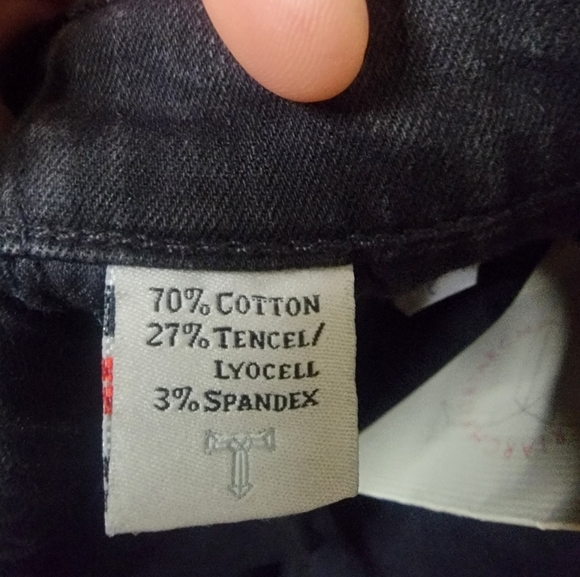 70% COTTON
27% TENCEL/
LYOCELL
3% SPANDEX